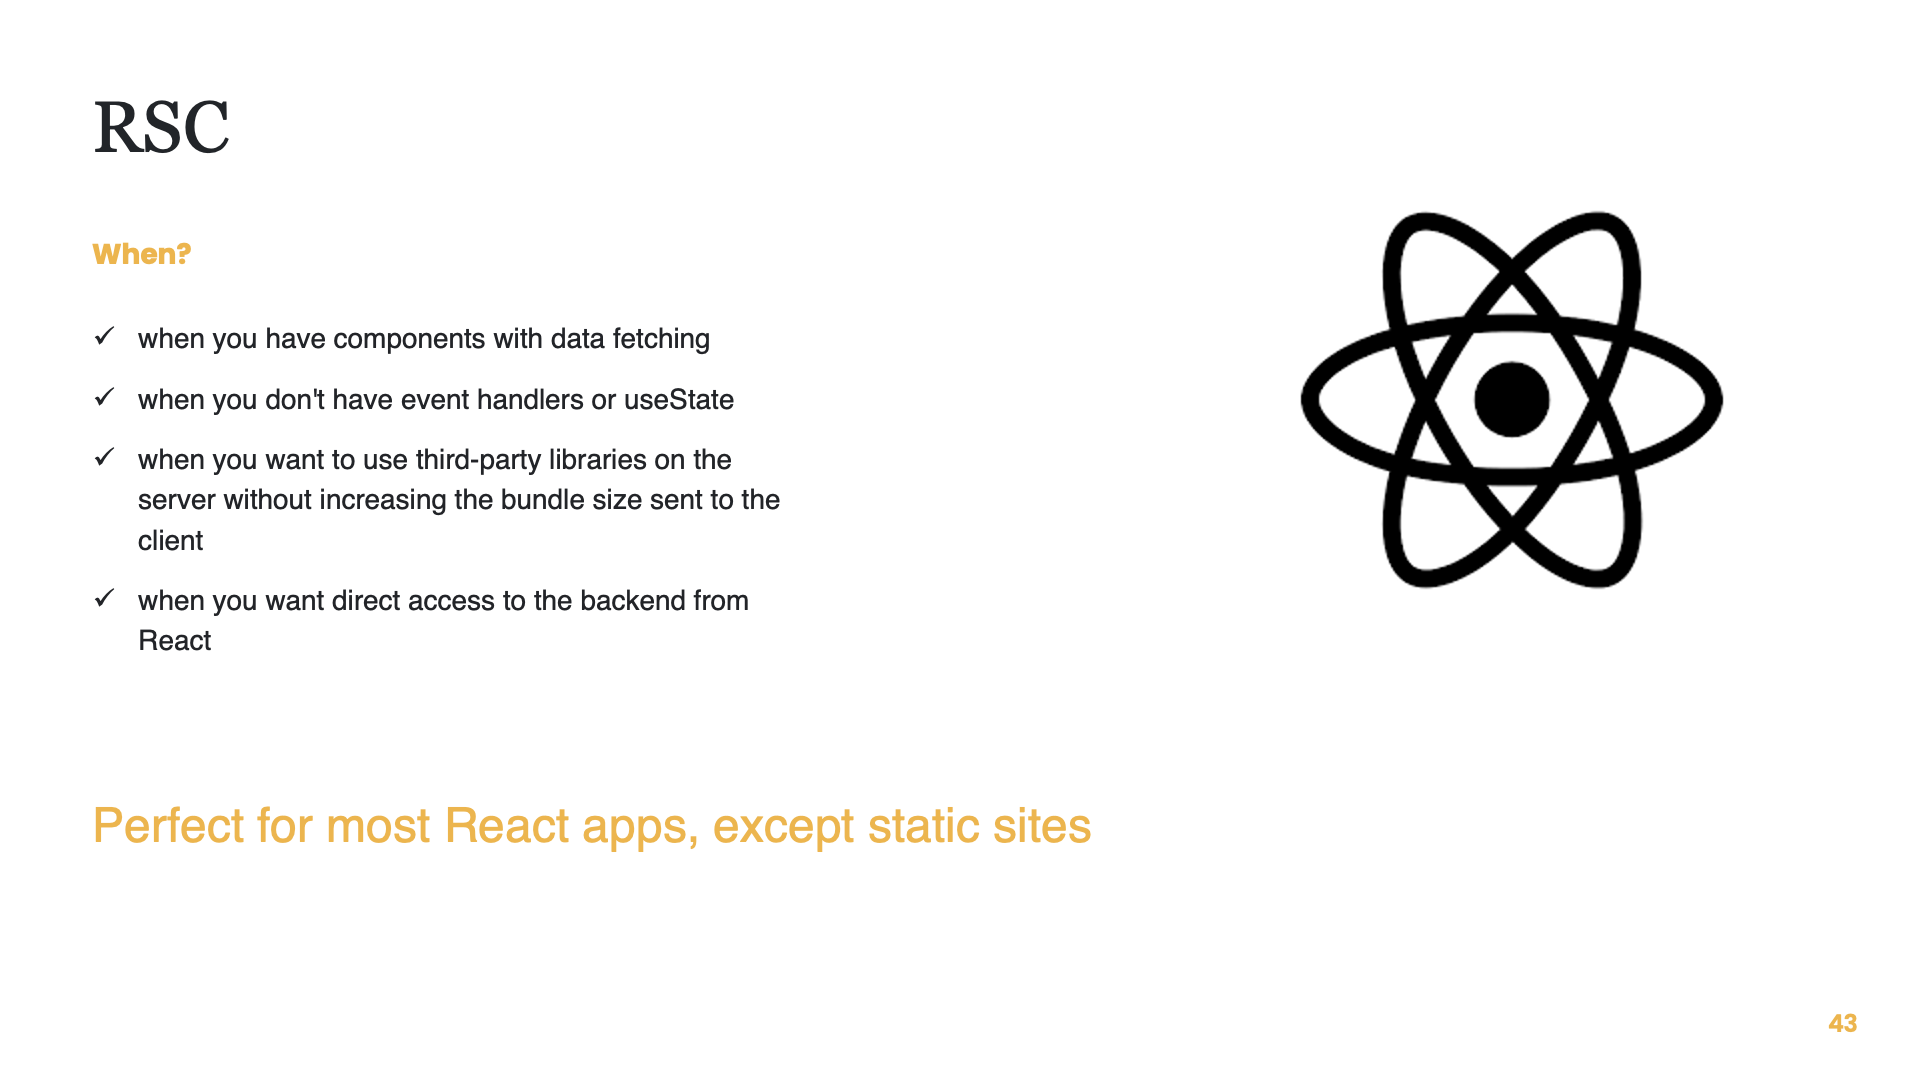 RSC
When?
✓ when you have components with data fetching
✓ when you don't have event handlers or useState
✓ when you want to use third-party libraries on the
server without increasing the bundle size sent to the
client
✓ when you want direct access to the backend from
React
Perfect for most React apps, except static sites
43